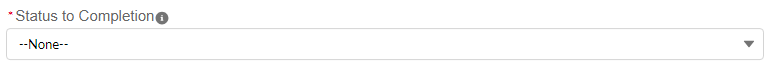 *Status to Completion
--None--